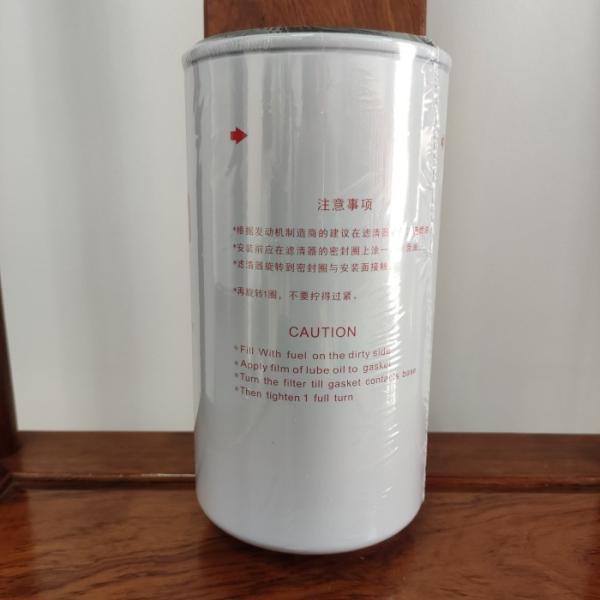 注意事项
*根据发动机制造商的建议在滤清器
*安装前应在滤清器的密封圈上涂一
*滤清器旋转到密封圈与安装面接触
*再旋转1圈，不要拧得过紧。
CAUTION
*Fill With fuel on the dirty side
*Apply film of lube oil to gasket
*Turn the filter till gasket contacts base
*Then tighten 1 full turn